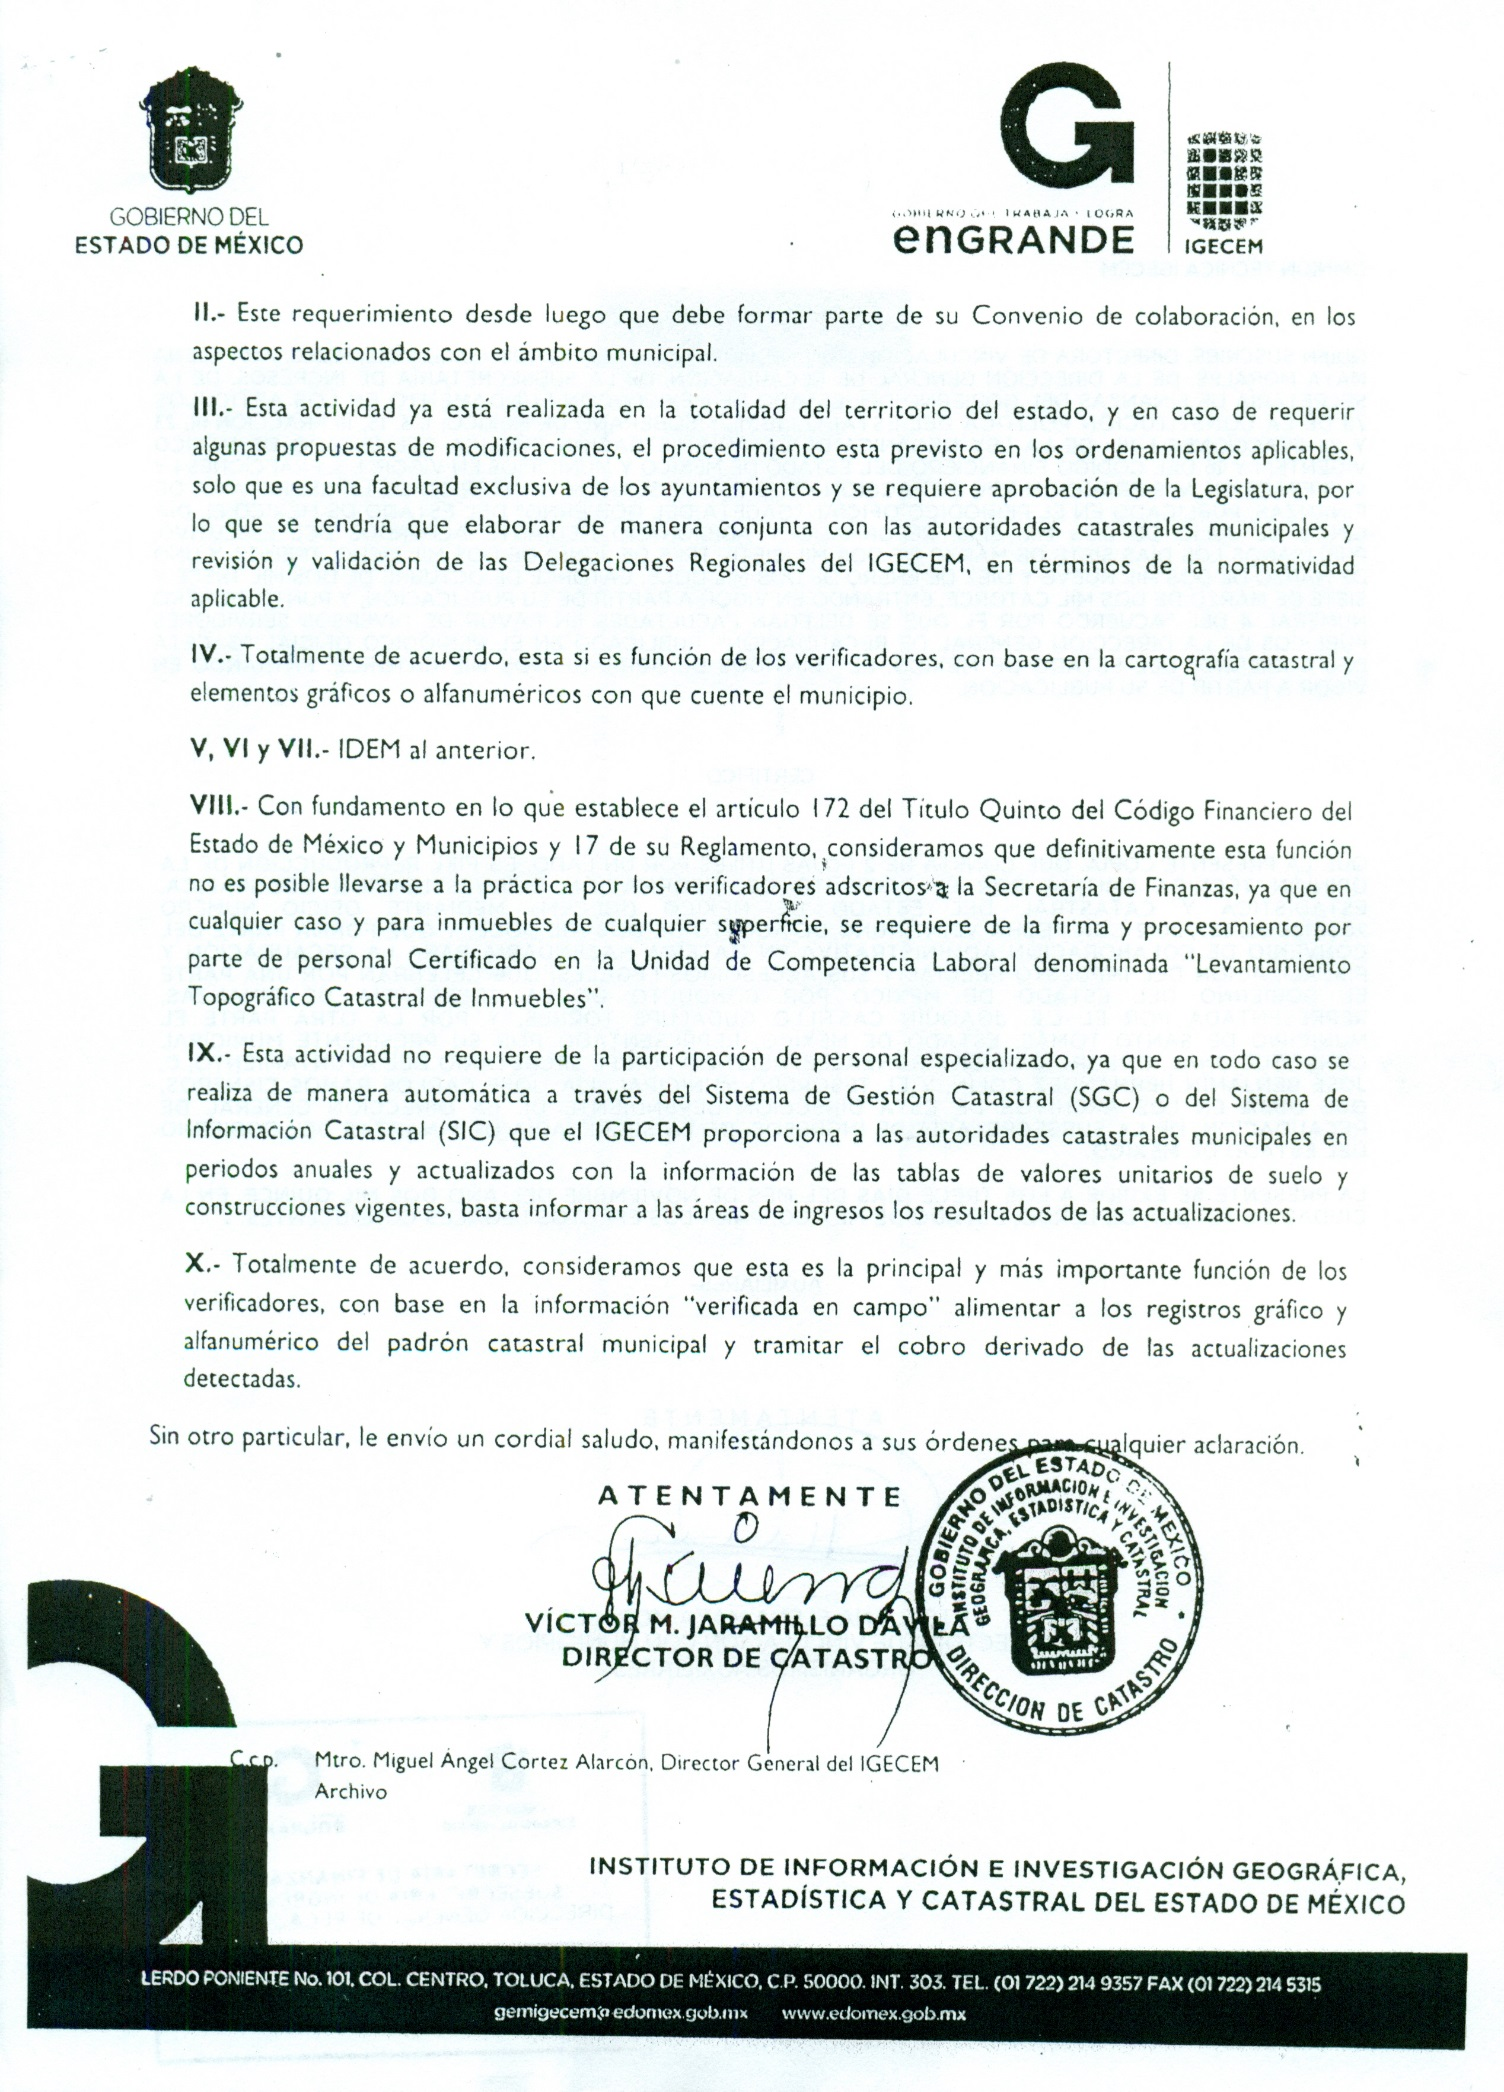 GOBIERNO DEL
ESTADO DE MÉXICO
GOBIERNO QUE TRABAJA Y LOGRA
enGRANDE
IGECEM
II.- Este requerimiento desde luego que debe formar parte de su Convenio de colaboración, en los
aspectos relacionados con el ámbito municipal.
III.- Esta actividad ya está realizada en la totalidad del territorio del estado, y en caso de requerir
algunas propuestas de modificaciones, el procedimiento esta previsto en los ordenamientos aplicables,
solo que es una facultad exclusiva de los ayuntamientos y se requiere aprobación de la Legislatura, por
lo que se tendría que elaborar de manera conjunta con las autoridades catastrales municipales y
revisión y validación de las Delegaciones Regionales del IGECEM, en términos de la normatividad
aplicable.
IV.- Totalmente de acuerdo, esta si es función de los verificadores, con base en la cartografía catastral y
elementos gráficos o alfanuméricos con que cuente el municipio.
V, VI y VII.- IDEM al anterior.
VIII.- Con fundamento en lo que establece el artículo 172 del Título Quinto del Código Financiero del
Estado de México y Municipios y 17 de su Reglamento, consideramos que definitivamente esta función
no es posible llevarse a la práctica por los verificadores adscritos a la Secretaría de Finanzas, ya que en
cualquier caso y para inmuebles de cualquier superficie, se requiere de la firma y procesamiento por
parte de personal Certificado en la Unidad de Competencia Laboral denominada "Levantamiento
Topográfico Catastral de Inmuebles".
IX.- Esta actividad no requiere de la participación de personal especializado, ya que en todo caso se
realiza de manera automática a través del Sistema de Gestión Catastral (SGC) o del Sistema de
Información Catastral (SIC) que el IGECEM proporciona a las autoridades catastrales municipales en
periodos anuales y actualizados con la información de las tablas de valores unitarios de suelo y
construcciones vigentes, basta informar a las áreas de ingresos los resultados de las actualizaciones.
X.- Totalmente de acuerdo, consideramos que esta es la principal y más importante función de los
verificadores, con base en la información "verificada en campo" alimentar a los registros gráfico y
alfanumérico del padrón catastral municipal y tramitar el cobro derivado de las actualizaciones
detectadas.
Sin otro particular, le envío un cordial saludo, manifestándonos a sus órdenes para cualquier aclaración.
ATENTAMENTE
VÍCTOR M. JARAMILLO DÁVILA
DIRECTOR DE CATASTRO
GOBIERNO DEL ESTADO DE MEXICO
INSTITUTO DE INFORMACION E INVESTIGACION
GEOGRAFICA, ESTADISTICA Y CATASTRAL
DIRECCION DE CATASTRO
C.c.p. Mtro. Miguel Ángel Cortez Alarcón, Director General del IGECEM
Archivo
INSTITUTO DE INFORMACIÓN E INVESTIGACIÓN GEOGRÁFICA,
ESTADÍSTICA Y CATASTRAL DEL ESTADO DE MÉXICO
LERDO PONIENTE No. 101, COL. CENTRO, TOLUCA, ESTADO DE MÉXICO, C.P. 50000. INT. 303. TEL. (01 722) 214 9357 FAX (01 722) 214 5315
gemigecem@edomex.gob.mx www.edomex.gob.mx